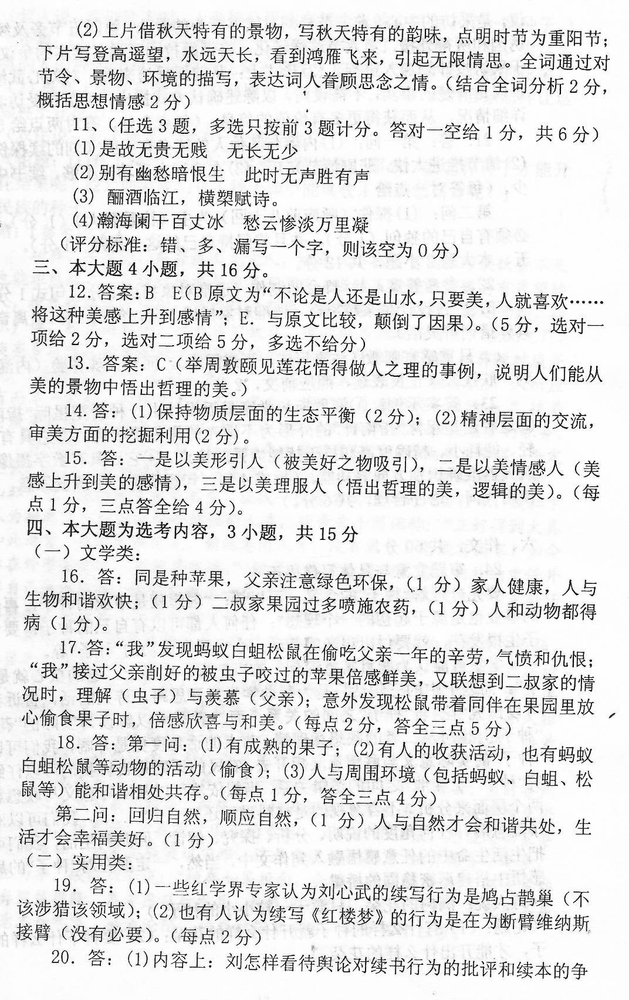 (2)上片借秋天特有的景物，写秋天特有的韵味，点明时节为重阳节；
下片写登高遥望，水远天长，看到鸿雁飞来，引起无限情思。全词通过对
节令、景物、环境的描写，表达词人眷顾思念之情。（结合全词分析2分，
概括思想情感2分）
11、（任选3题，多选只按前3题计分。答对一空给1分，共6分）
(1)是故无贵无贱　无长无少
(2)别有幽愁暗恨生　此时无声胜有声
(3) 酾酒临江，横槊赋诗。
(4)瀚海阑干百丈冰　愁云惨淡万里凝
（评分标准：错、多、漏写一个字，则该空为0分）
三、本大题4小题，共16分。
12.答案：B　E(B原文为“不论是人还是山水，只要美，人就喜欢……
将这种美感上升到感情”；E．与原文比较，颠倒了因果）。（5分，选对一
项给2分，选对二项给5分，多选不给分）
13．答案：C（举周敦颐见莲花悟得做人之理的事例，说明人们能从
美的景物中悟出哲理的美。）
14.答：(1)保持物质层面的生态平衡（2分）；(2)精神层面的交流，
审美方面的挖掘利用(2分)。
15．答：一是以美形引人（被美好之物吸引），二是以美情感人（美
感上升到美的感情），三是以美理服人（悟出哲理的美，逻辑的美）。（每
点1分，三点答全给4分）。
四、本大题为选考内容，3小题，共15分
（一）文学类：
16．答：同是种苹果，父亲注意绿色环保，（1 分）家人健康，人与
生物和谐欢快；（1分）二叔家果园过多喷施农药，（1分）人和动物都得
病（1分）。
17.答：“我”发现蚂蚁白蛆松鼠在偷吃父亲一年的辛劳，气愤和仇恨；
“我”接过父亲削好的被虫子咬过的苹果倍感鲜美，又联想到二叔家的情
况时，理解（虫子）与羡慕（父亲）；意外发现松鼠带着同伴在果园里放
心偷食果子时，倍感欣喜与和美。（每点2分，答全三点5分）
18．答：第一问：(1)有成熟的果子；(2)有人的收获活动，也有蚂蚁
白蛆松鼠等动物的活动（偷食）；(3)人与周围环境（包括蚂蚁、白蛆、松
鼠等）能和谐相处共存。（每点1分，答全三点4分）
第二问：回归自然，顺应自然，（1 分）人与自然才会和谐共处，生
活才会幸福美好。（1分）
（二）实用类：
19．答：(1)一些红学界专家认为刘心武的续写行为是鸠占鹊巢（不
该涉猎该领域）；(2)也有人认为续写《红楼梦》的行为是在为断臂维纳斯
接臂（没有必要）。（每点2分）
20．答：(1)内容上：刘怎样看待舆论对续书行为的批评和续本的争